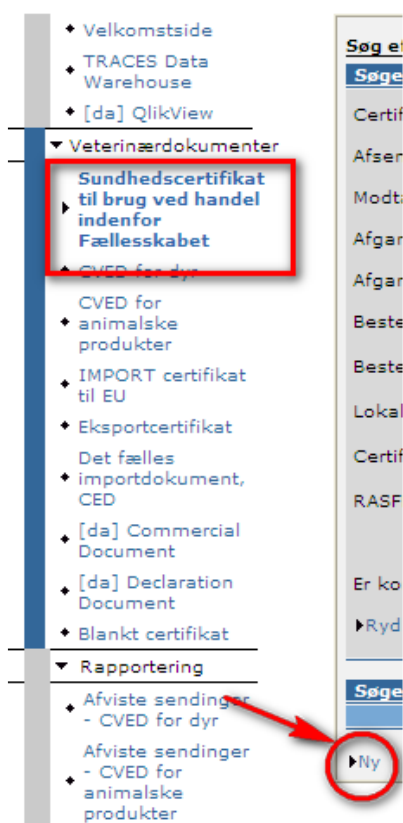 Velkomstside
TRACES Data
Warehouse
[da] QlikView
Veterinærdokumenter
Sundhedscertifikat
til brug ved handel
indenfor
Fællesskabet
CVED for dyr
CVED for
animalske
produkter
IMPORT certifikat
til EU
Eksportcertifikat
Det fælles
importdokument,
CED
[da] Commercial
Document
[da] Declaration
Document
Blankt certifikat
Rapportering
Afviste sendinger
- CVED for dyr
Afviste sendinger
- CVED for
animalske
produkter
Søg ef
Søge
Certif
Afsen
Modta
Afgan
Afgan
Beste
Beste
Lokal
Certif
RASF
Er ko
Ryd
Søge
Ny